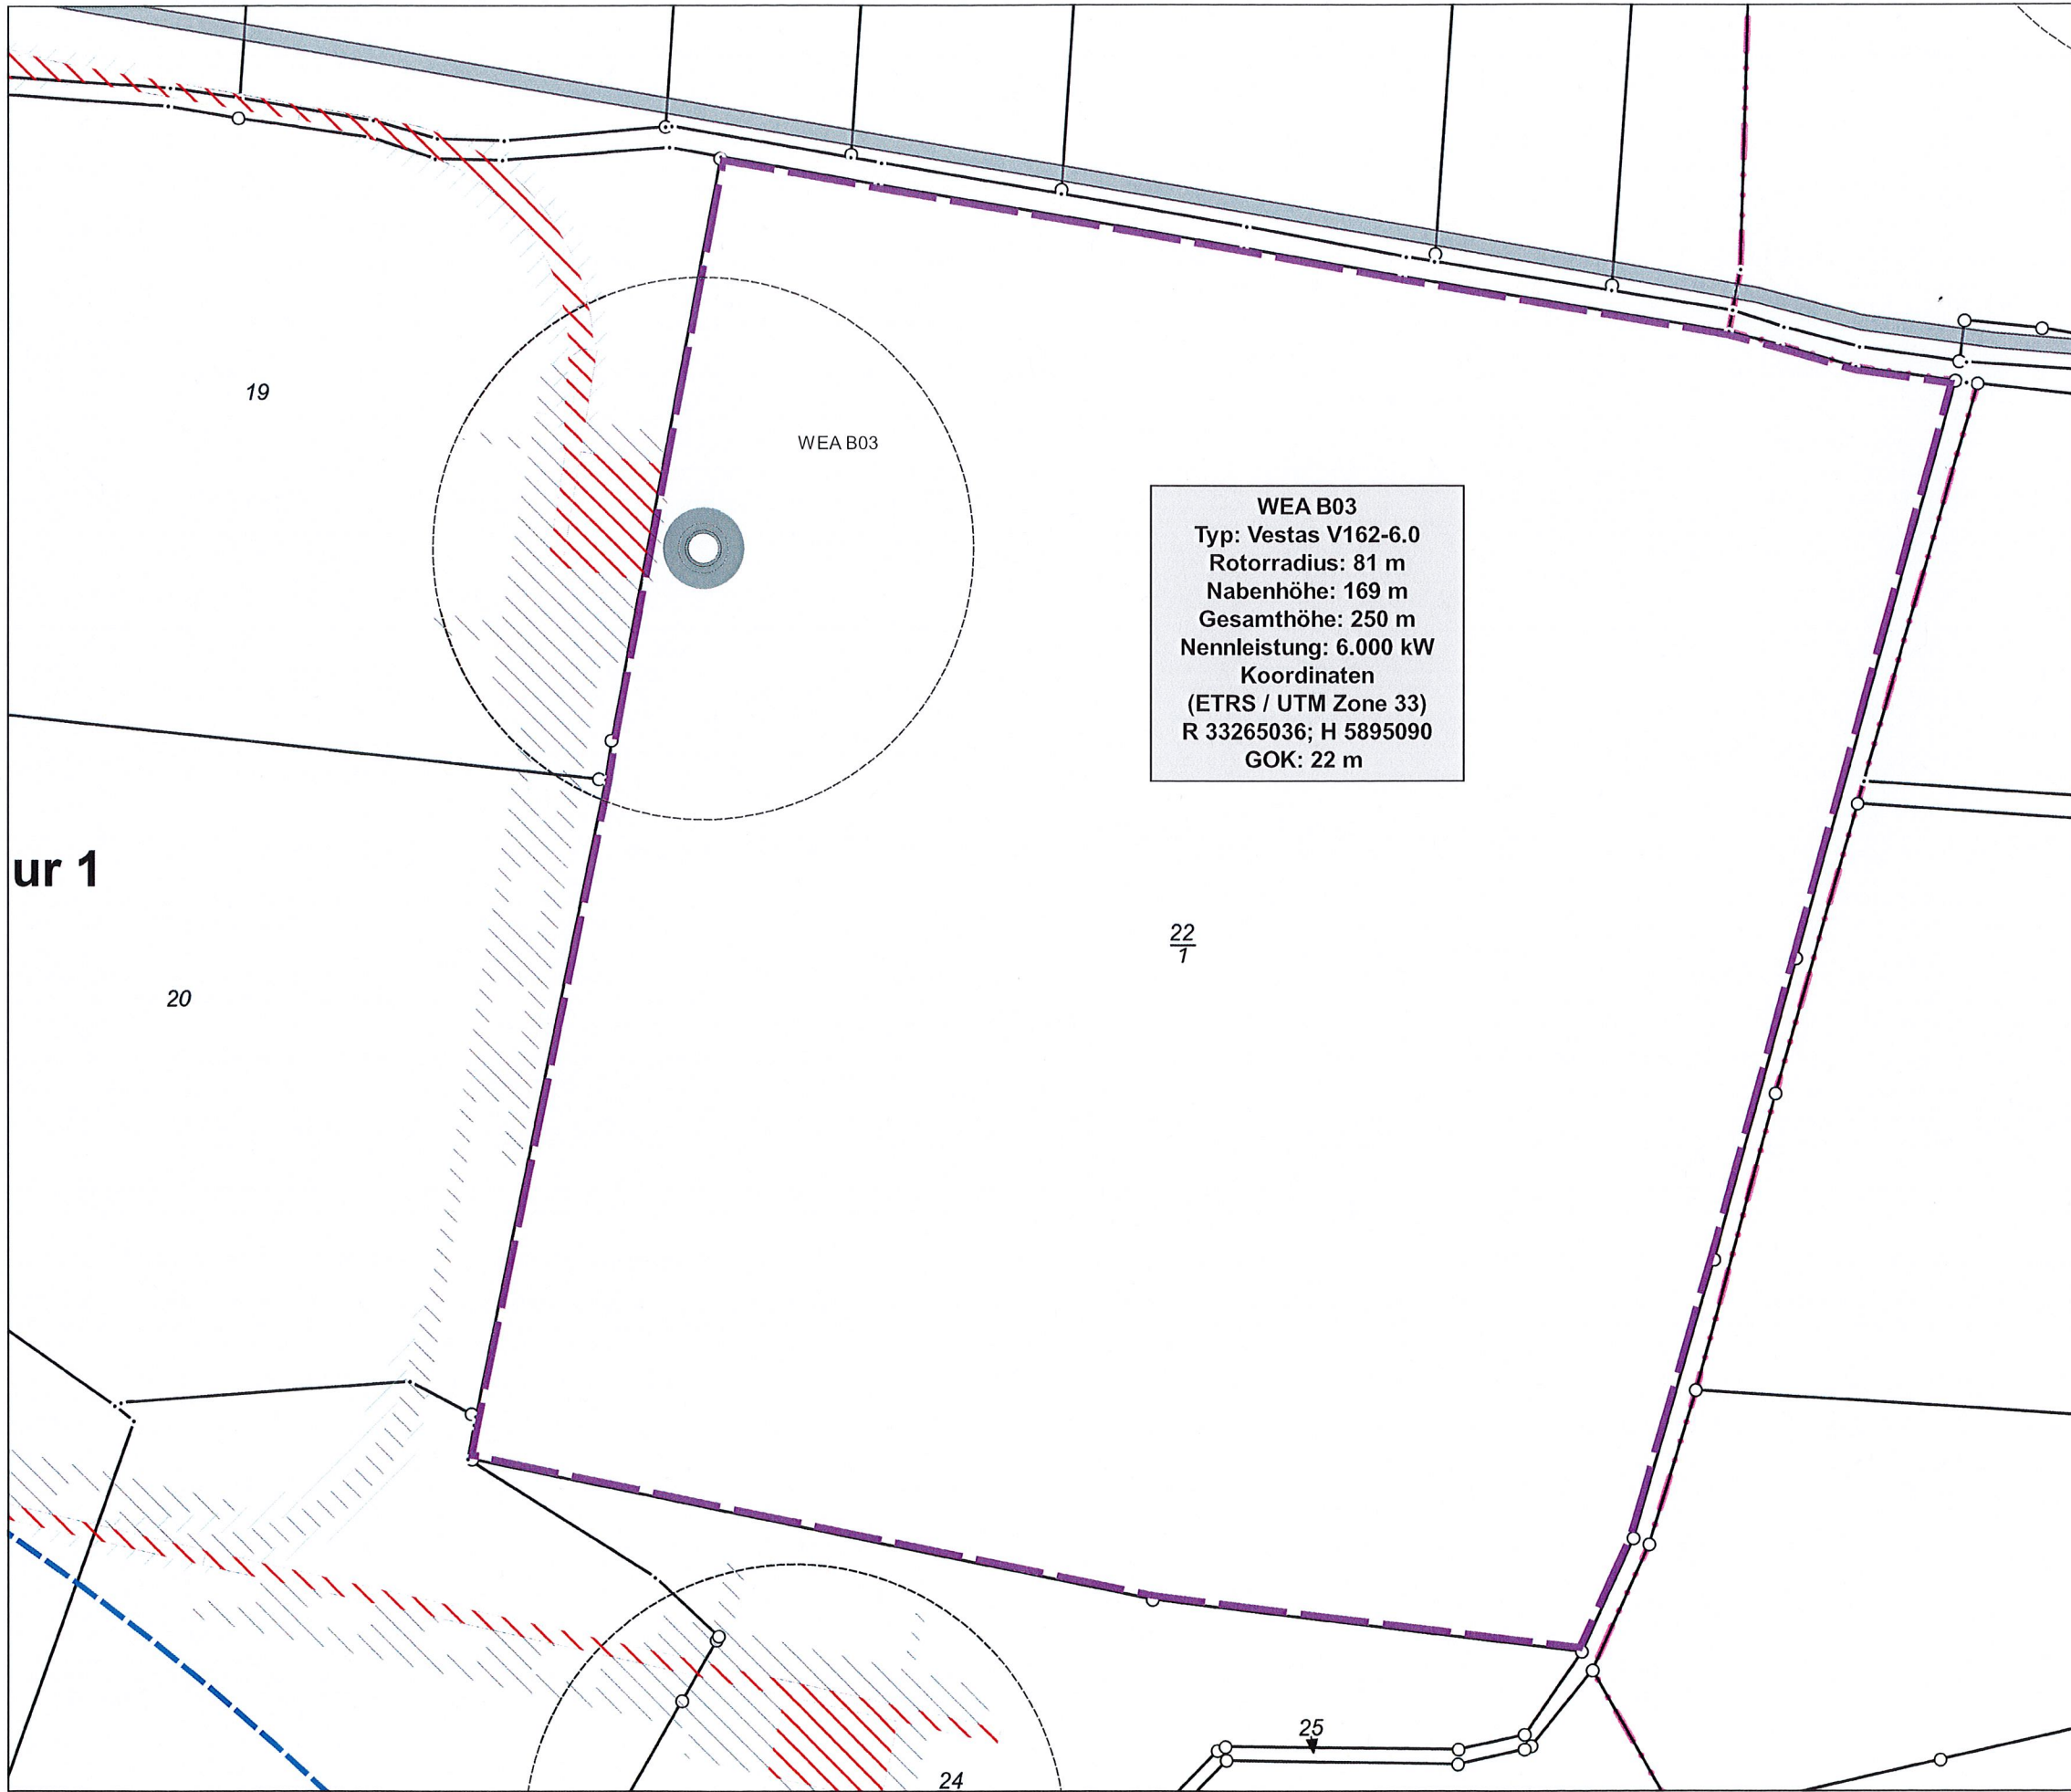 19
WEA B03
WEA B03
Typ: Vestas V162-6.0
Rotorradius: 81 m
Nabenhöhe: 169 m
Gesamthöhe: 250 m
Nennleistung: 6.000 kW
Koordinaten
(ETRS / UTM Zone 33)
R 33265036; H 5895090
GOK: 22 m
ur 1
22
1
20
25
24